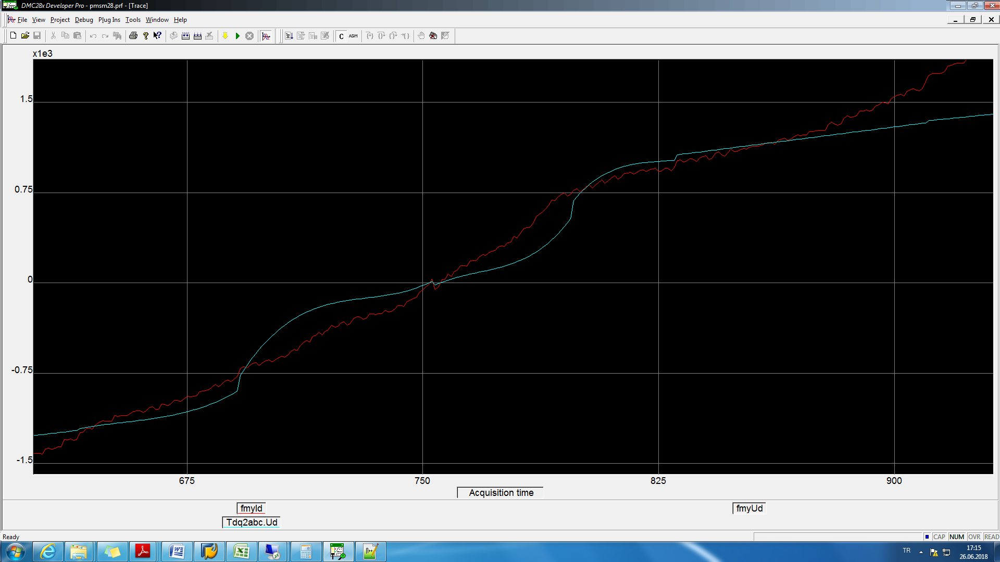 DMC28x Developer Pro - pmsm28.prf - [Trace]
File View Project Debug Plug Ins Tools Window Help
C ASM
x1e3
1.5
0.75
0
-0.75
-1.5
675 750 825 900
Acquisition time
fmyId fmyUd
Tdq2abc.Ud
Ready CAP NUM OVR READ
TR 17:15
26.06.2018